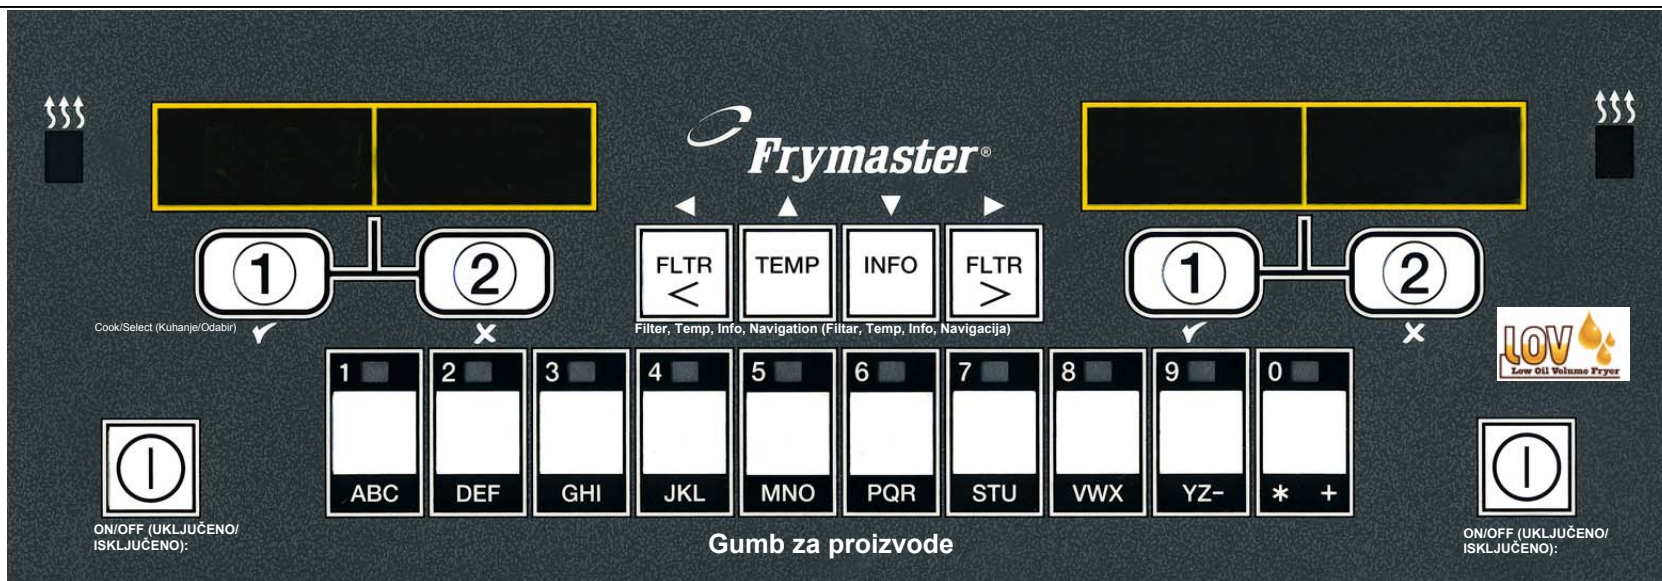 Frymaster®
1 2
FLTR < TEMP INFO FLTR >
1 2
Cook/Select (Kuhanje/Odabir)
Filter, Temp, Info, Navigation (Filtar, Temp, Info, Navigacija)
LOV
Low Oil Volume Fryer
1 2 3 4 5 6 7 8 9 0
ABC DEF GHI JKL MNO PQR STU VWX YZ- * +
ON/OFF (UKLJUČENO/
ISKLJUČENO):
Gumb za proizvode
ON/OFF (UKLJUČENO/
ISKLJUČENO):